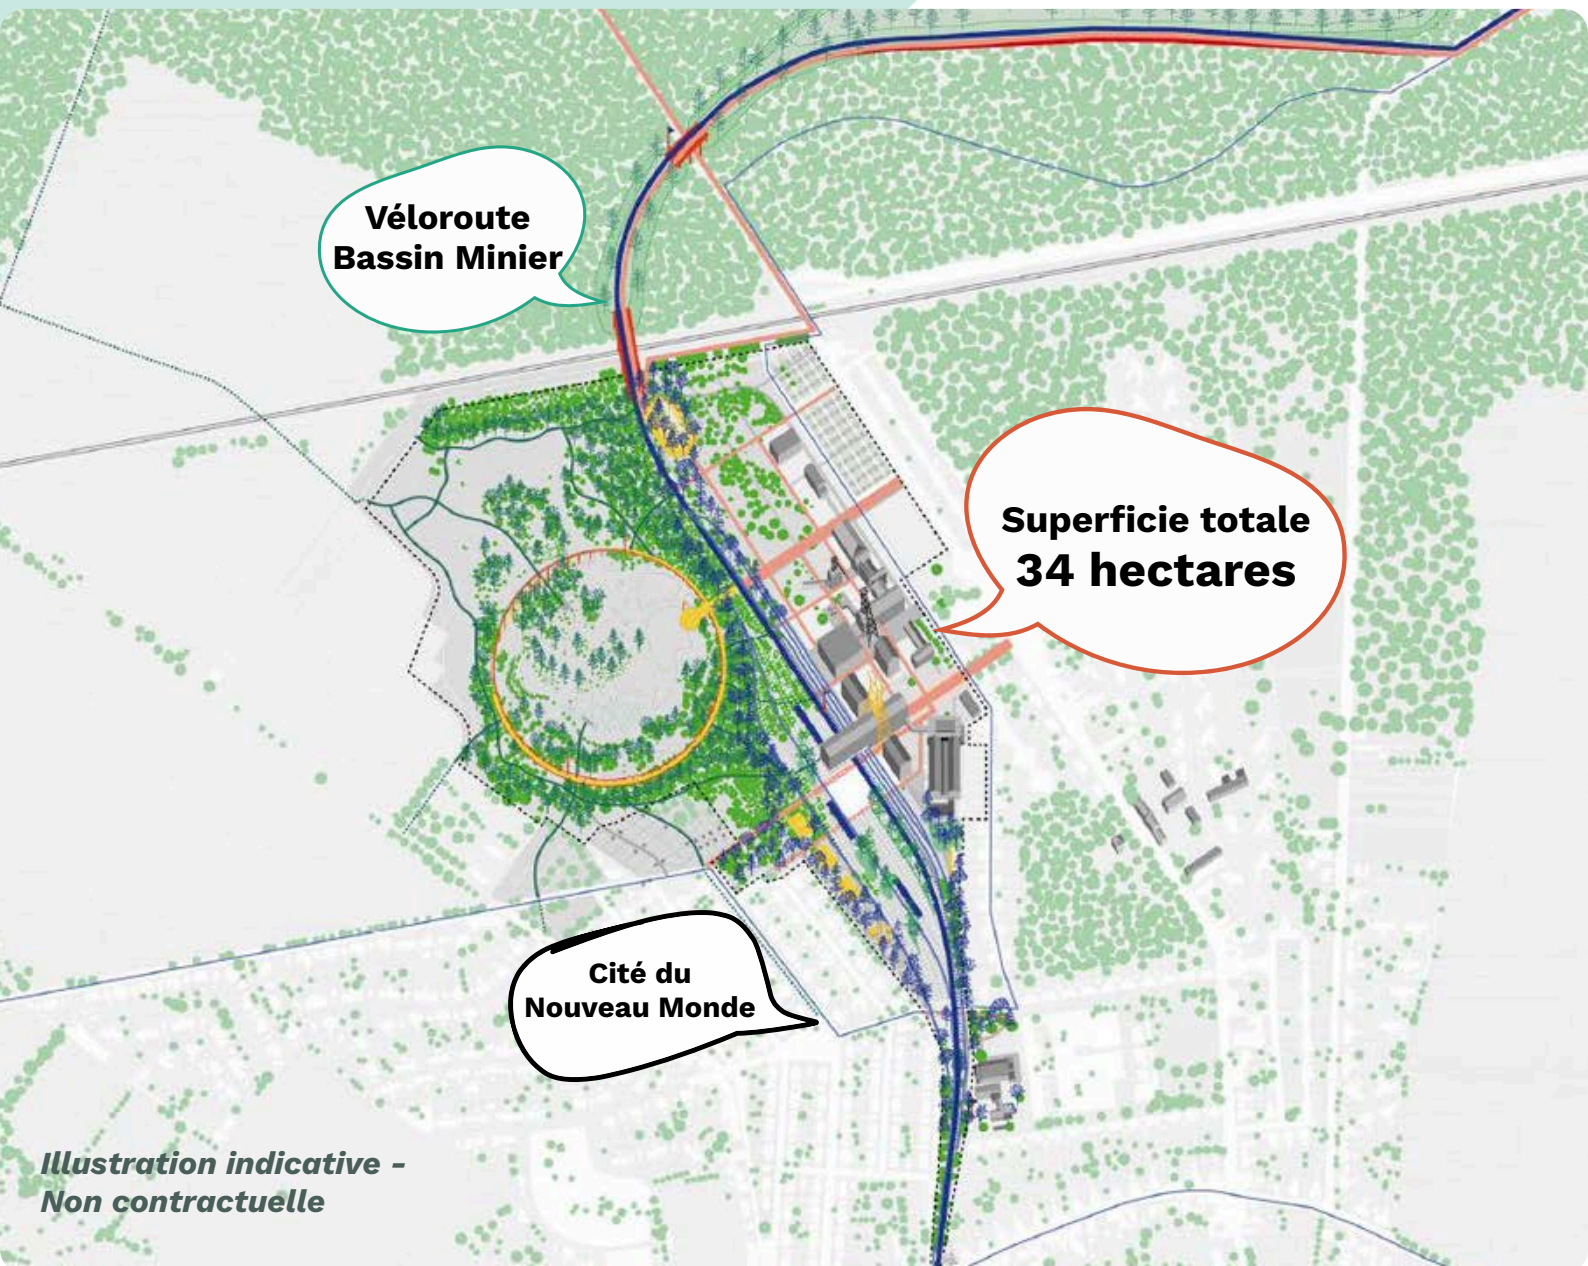 Véloroute
Bassin Minier
Superficie totale
34 hectares
Cité du
Nouveau Monde
Illustration indicative -
Non contractuelle